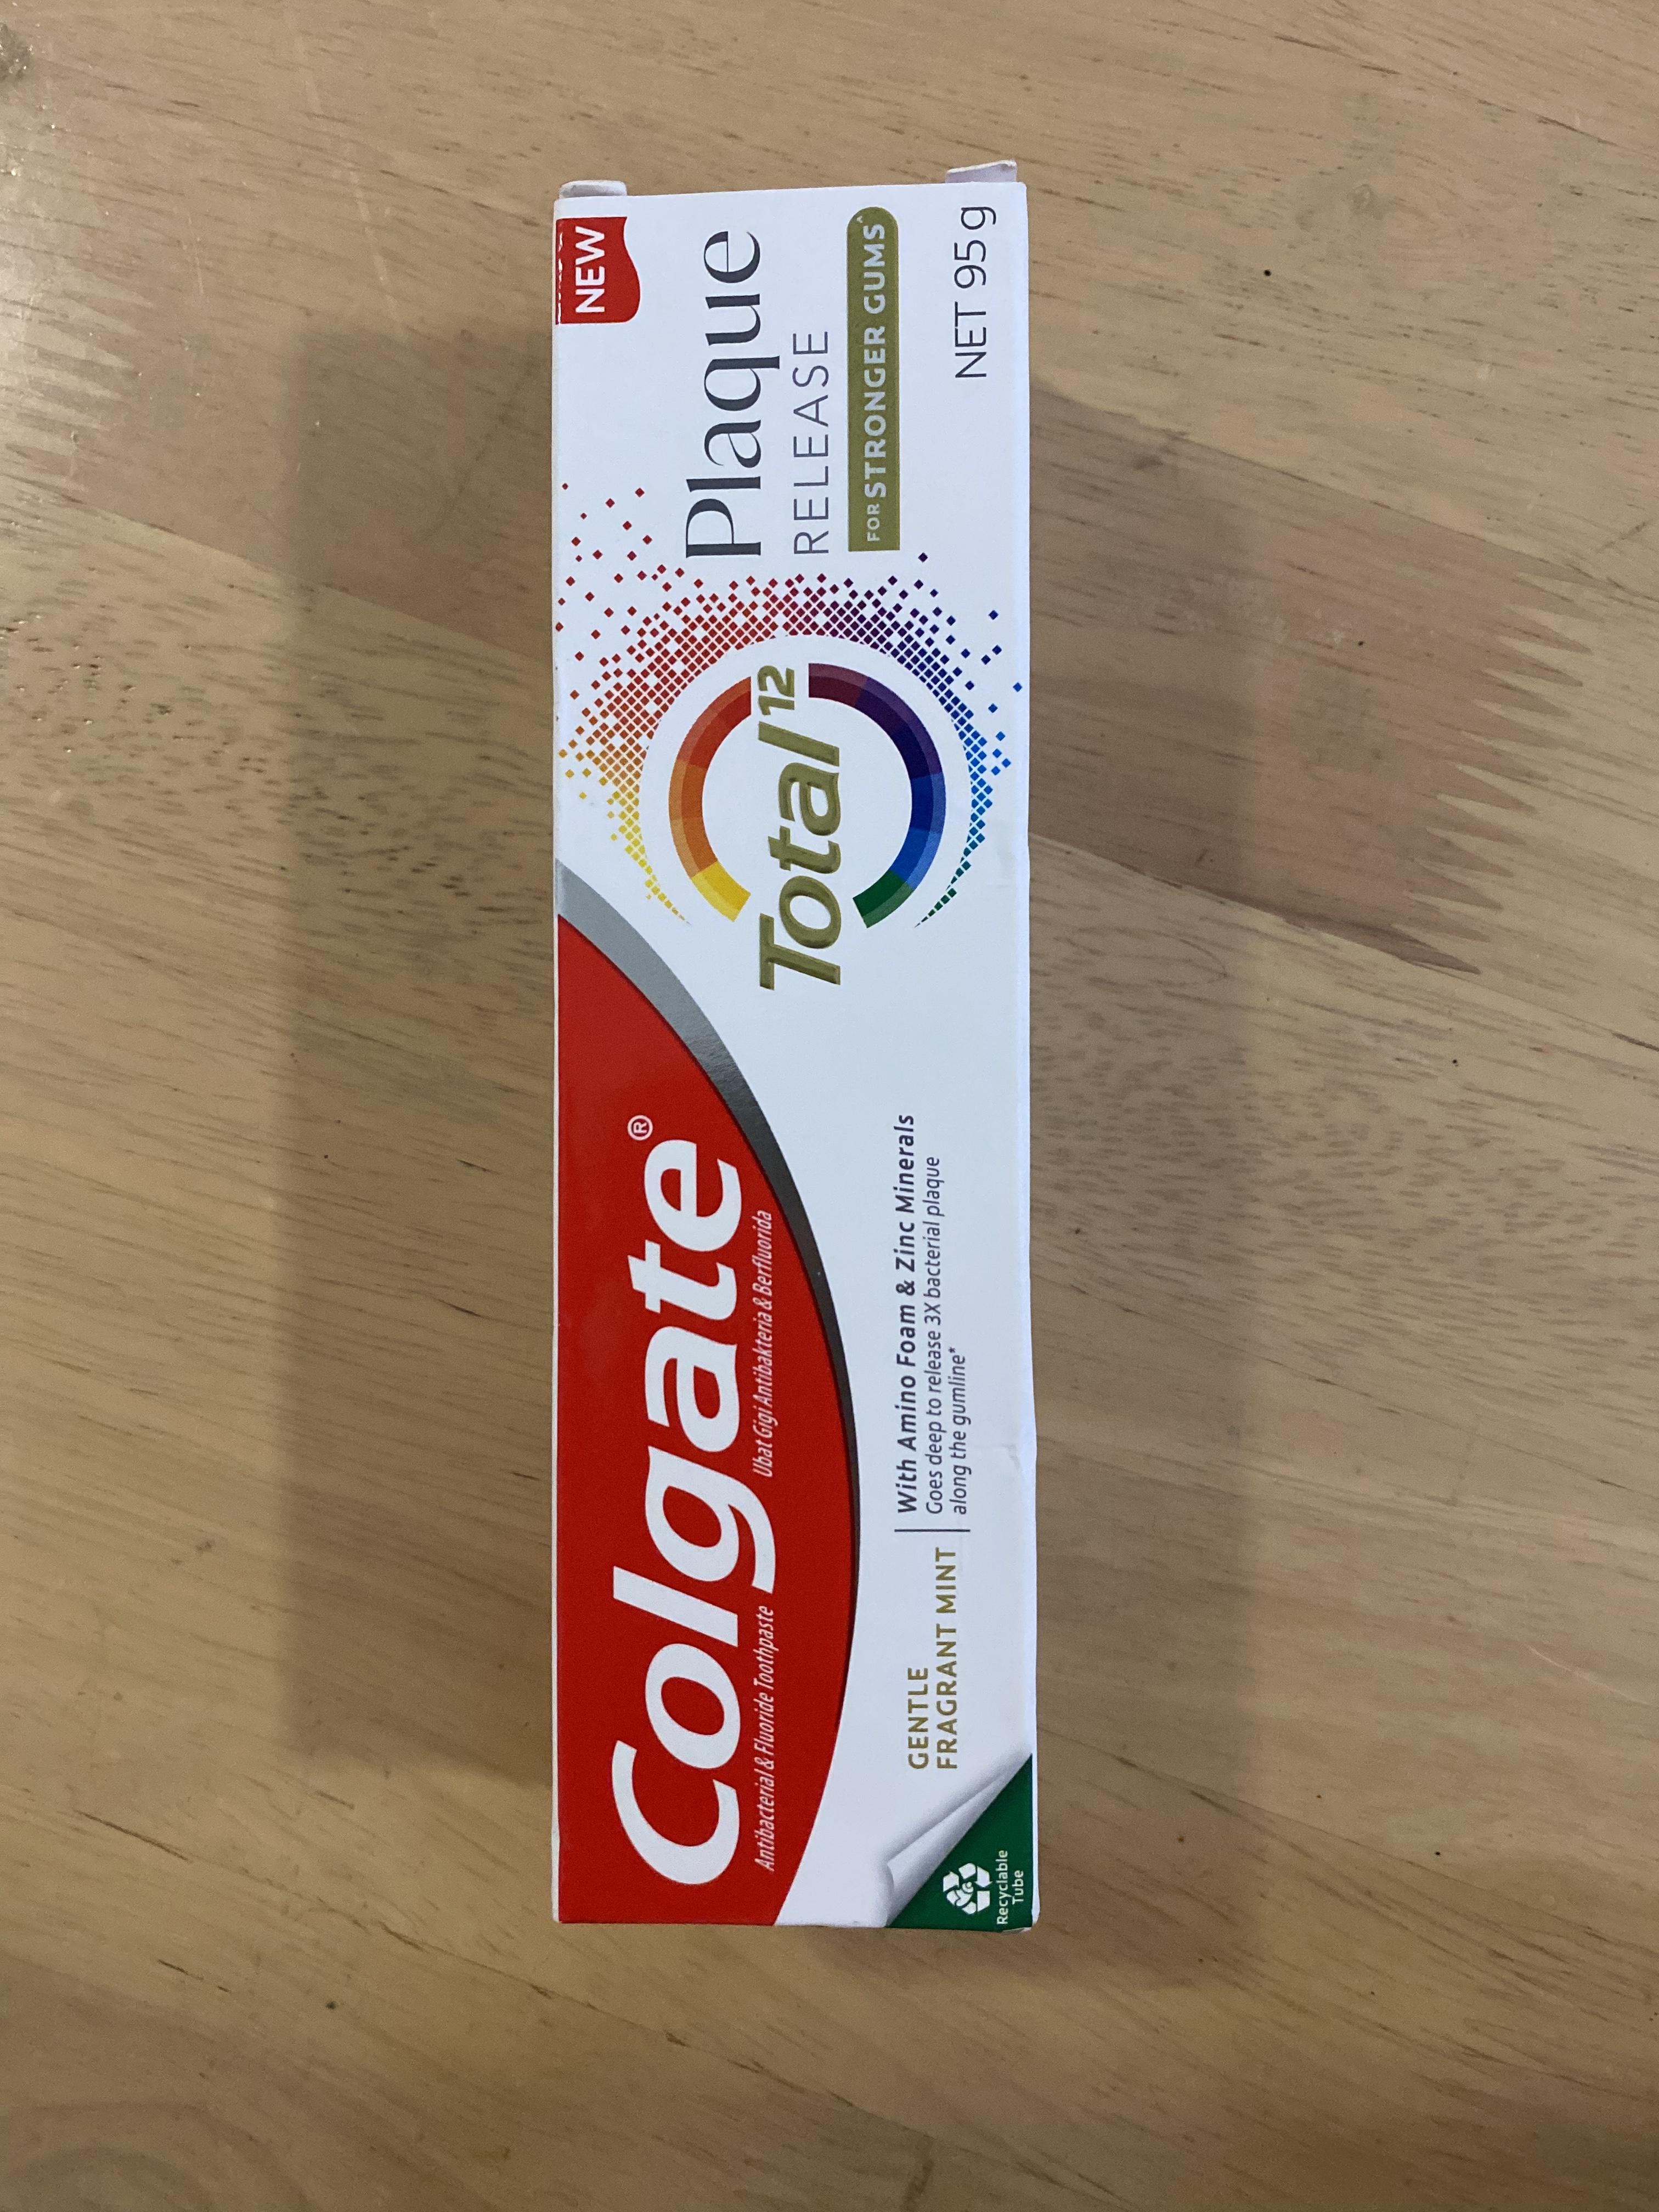 Colgate®
Antibacterial & Fluoride Toothpaste Ubat Gigi Antibakteria & Berfluorida
GENTLE
FRAGRANT MINT
With Amino Foam & Zinc Minerals
Goes deep to release 3X bacterial plaque
along the gumline*
Recyclable
Tube
Total12
NEW
Plaque
RELEASE
FOR STRONGER GUMS^
NET 95 g